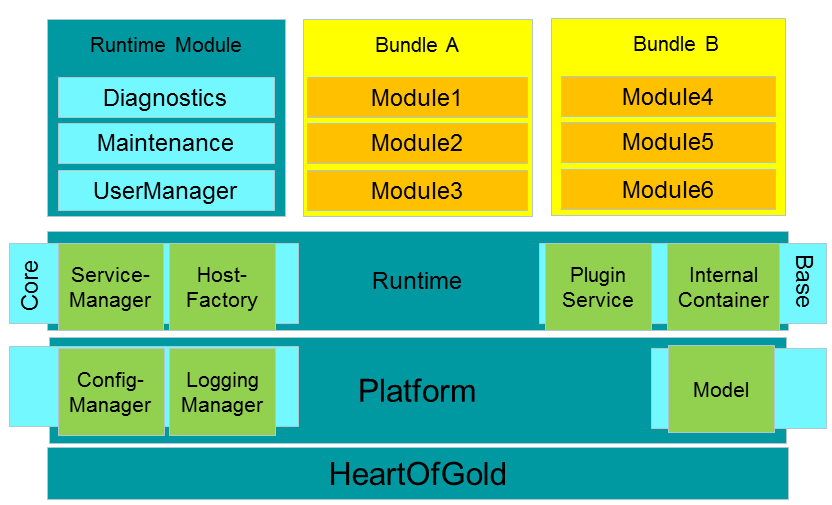 Runtime Module
Diagnostics
Maintenance
UserManager
Bundle A
Module1
Module2
Module3
Bundle B
Module4
Module5
Module6
Core
Service-
Manager
Host-
Factory
Runtime
Plugin
Service
Internal
Container
Base
Config-
Manager
Logging
Manager
Platform
Model
HeartOfGold